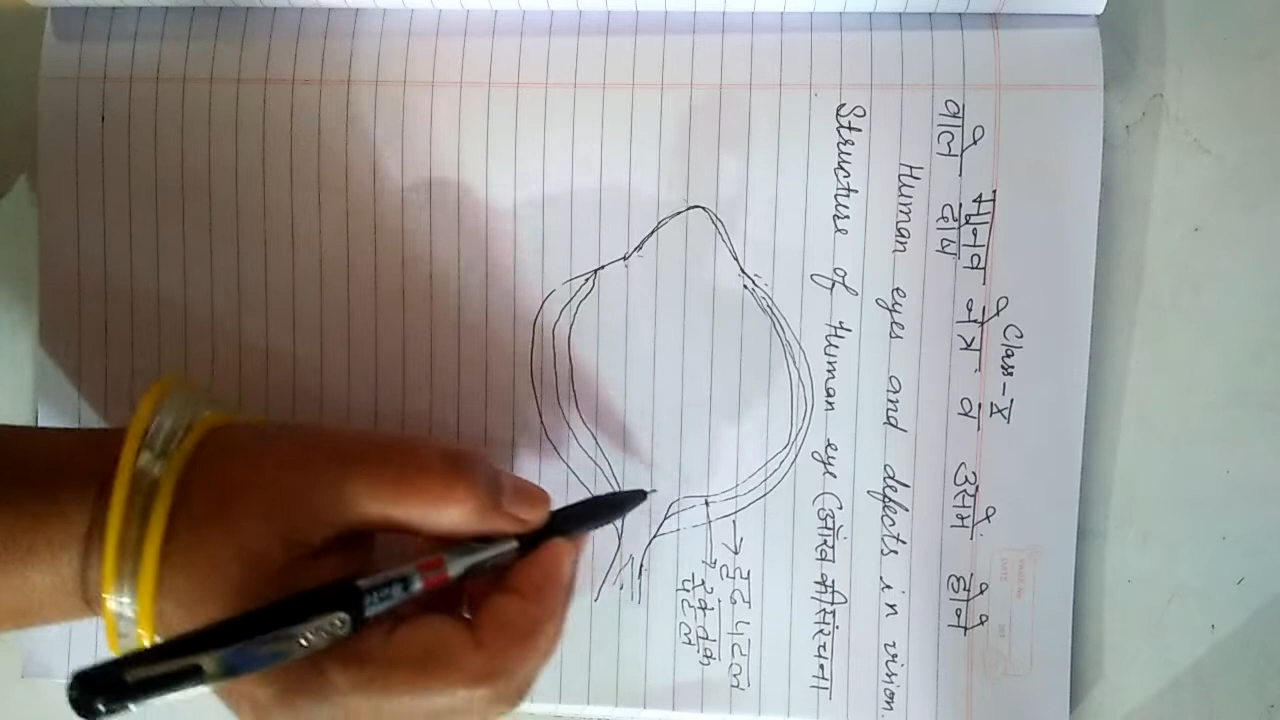 Class - X
मानव नेत्र व उसमें होने
वाले दोष
Human eyes and defects in vision.
Structure of Human eye (आँख की संरचना
→ दृढ़ पटल
→ रक्तक
पटल